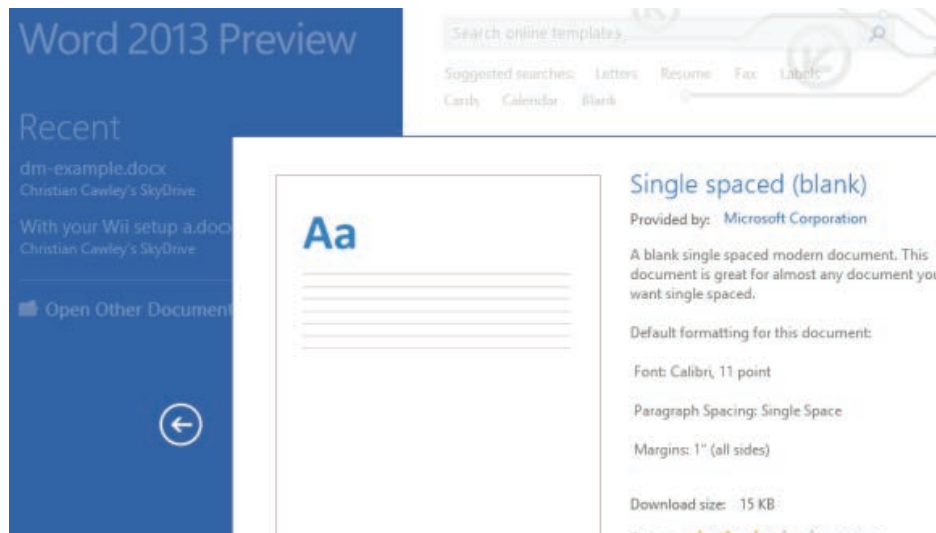 Word 2013 Preview
Search online templates
Suggested searches: Letters Resume Fax Labels
Cards Calendar Blank
Recent
dm-example.docx
Christian Cawley's SkyDrive
With your Wii setup a.doc
Christian Cawley's SkyDrive
Open Other Document
Aa
Single spaced (blank)
Provided by: Microsoft Corporation
A blank single spaced modern document. This
document is great for almost any document you
want single spaced.
Default formatting for this document:
Font: Calibri, 11 point
Paragraph Spacing: Single Space
Margins: 1" (all sides)
Download size: 15 KB